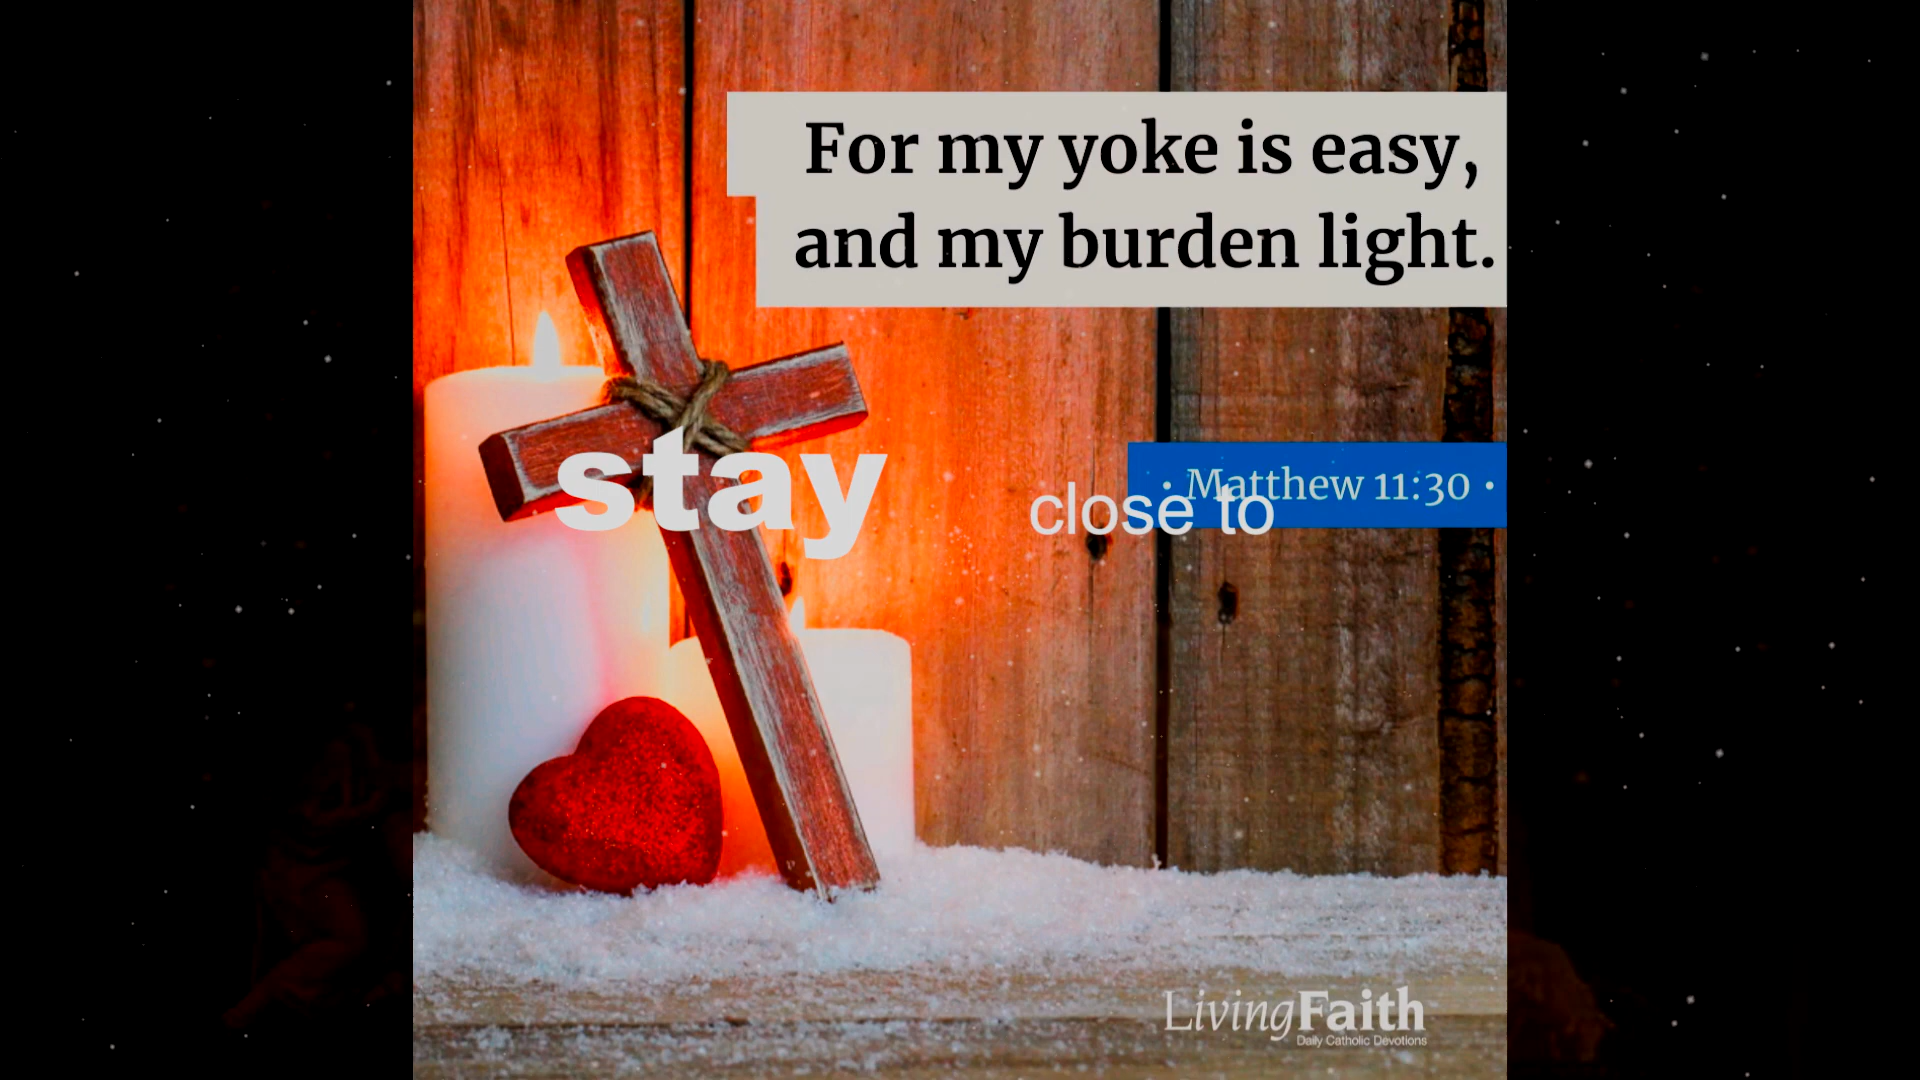 For my yoke is easy,
and my burden light.
• Matthew 11:30 •
stay close to
LivingFaith
Daily Catholic Devotions